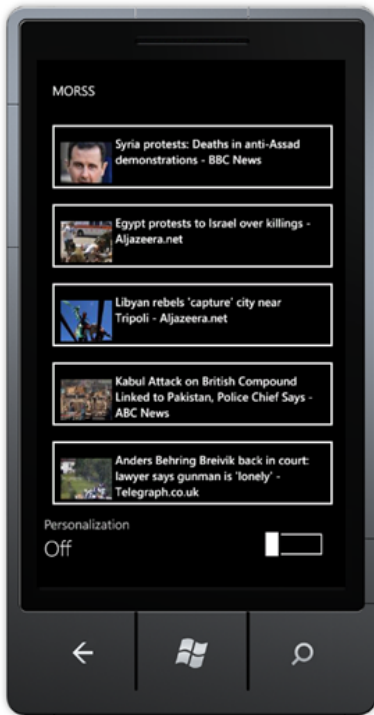 MORSS
Syria protests: Deaths in anti-Assad
demonstrations - BBC News
Egypt protests to Israel over killings -
Aljazeera.net
Libyan rebels 'capture' city near
Tripoli - Aljazeera.net
Kabul Attack on British Compound
Linked to Pakistan, Police Chief Says -
ABC News
Anders Behring Breivik back in court:
lawyer says gunman is 'lonely' -
Telegraph.co.uk
Personalization
Off